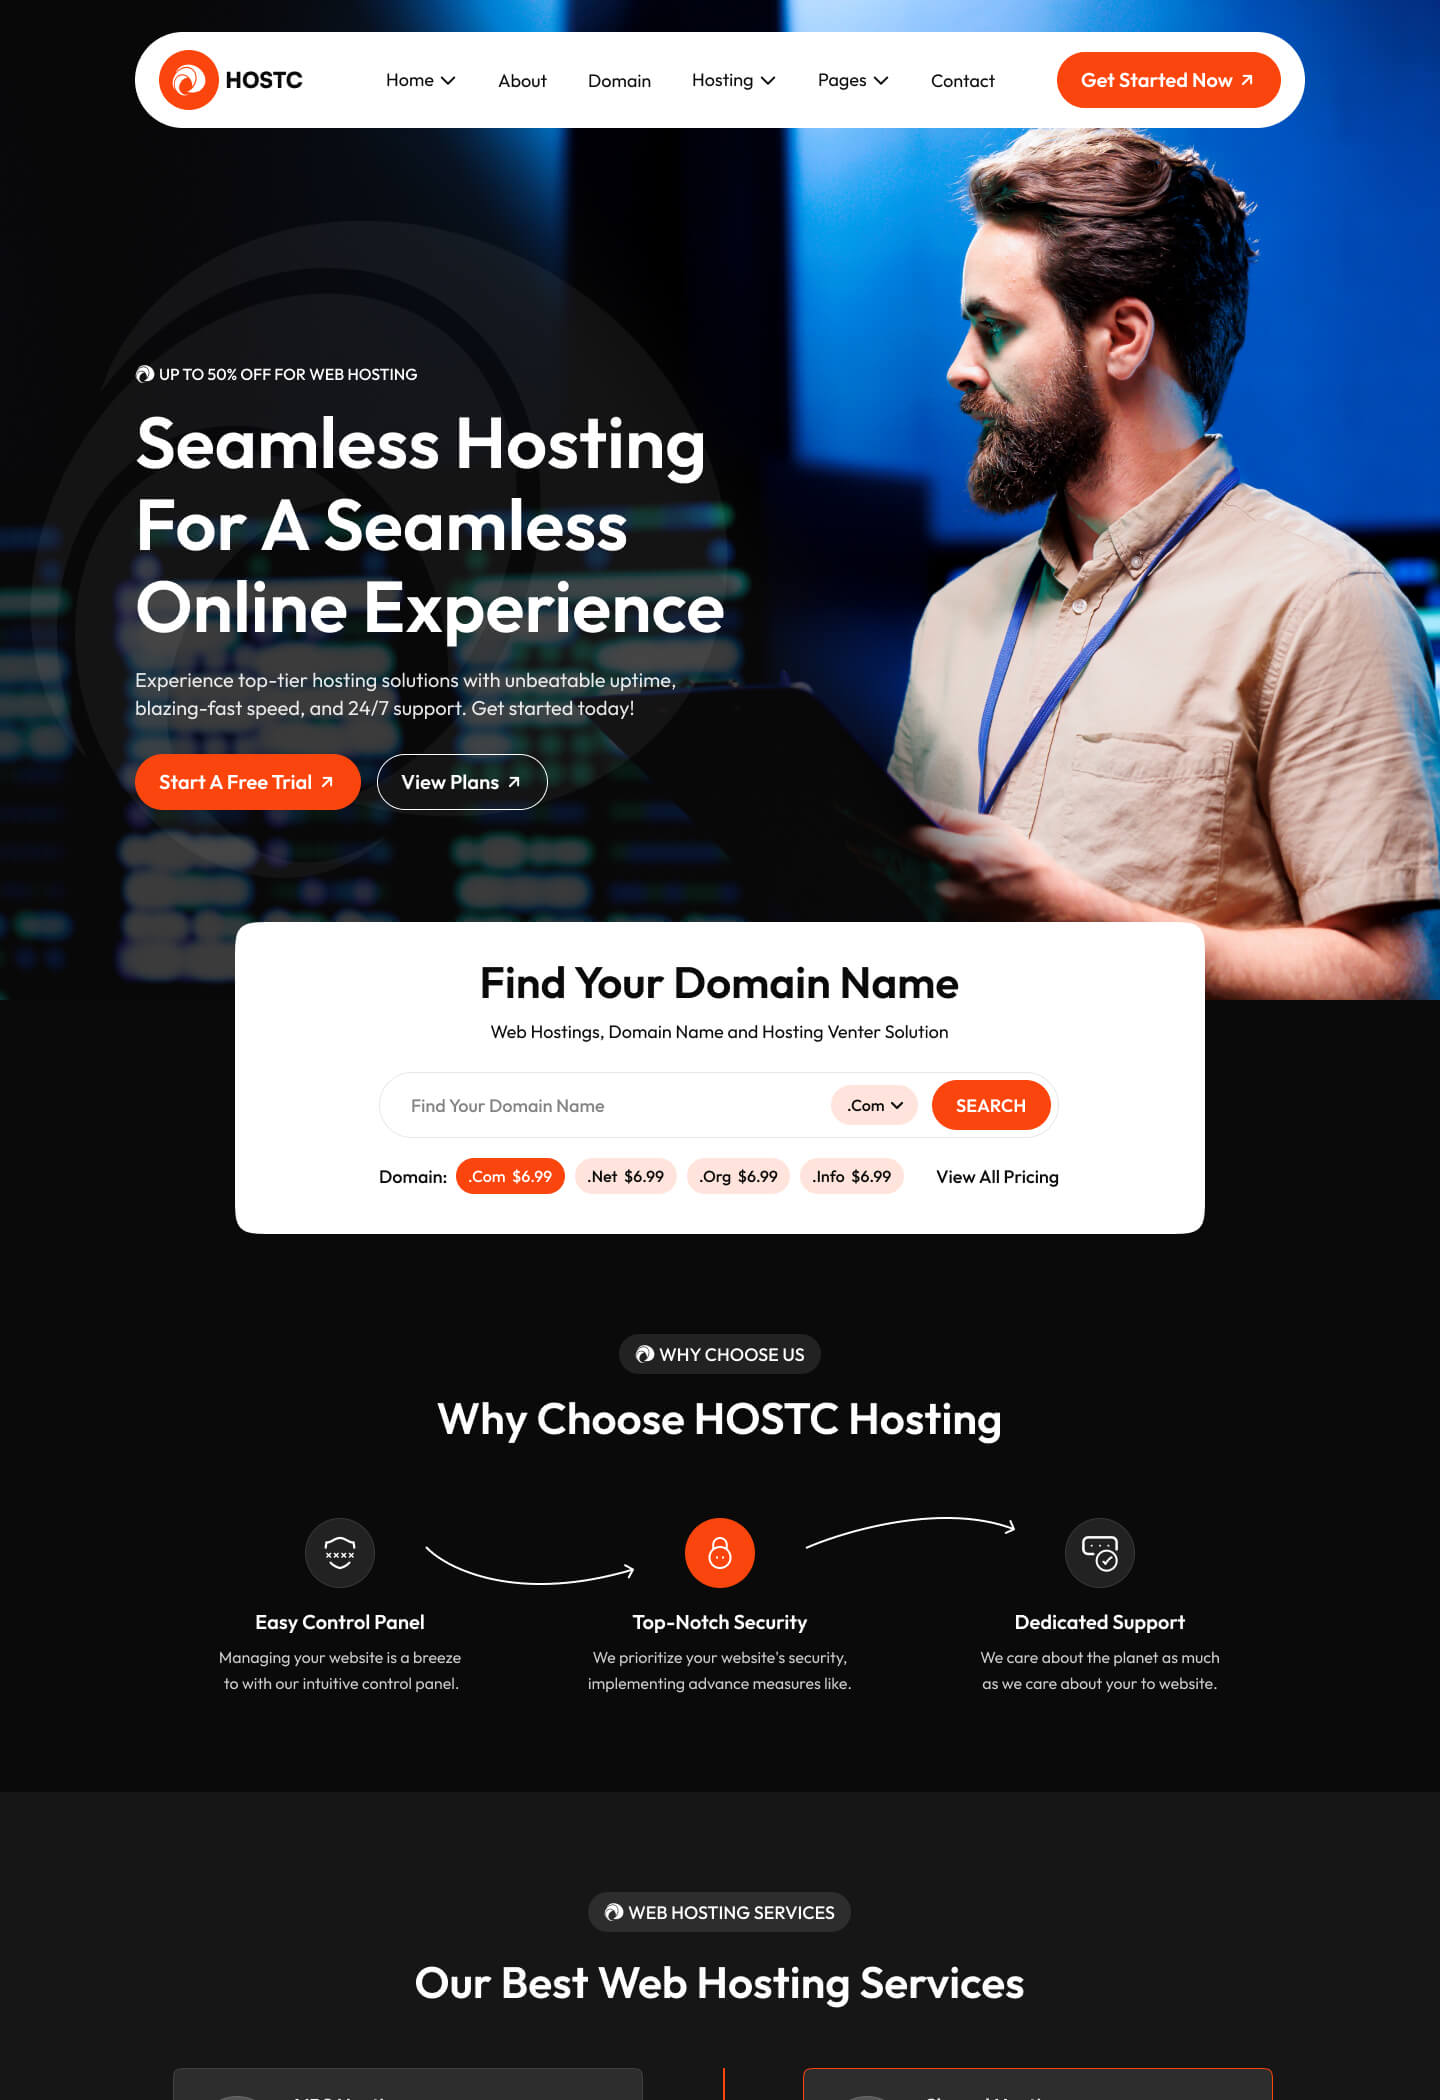 HOSTC
Home
About
Domain
Hosting
Pages
Contact
Get Started Now
UP TO 50% OFF FOR WEB HOSTING
Seamless Hosting
For A Seamless
Online Experience
Experience top-tier hosting solutions with unbeatable uptime,
blazing-fast speed, and 24/7 support. Get started today!
Start A Free Trial
View Plans
Find Your Domain Name
Web Hostings, Domain Name and Hosting Venter Solution
Find Your Domain Name
.Com
SEARCH
Domain:
.Com $6.99
.Net $6.99
.Org $6.99
.Info $6.99
View All Pricing
WHY CHOOSE US
Why Choose HOSTC Hosting
Easy Control Panel
Managing your website is a breeze
to with our intuitive control panel.
Top-Notch Security
We prioritize your website's security,
implementing advance measures like.
Dedicated Support
We care about the planet as much
as we care about your to website.
WEB HOSTING SERVICES
Our Best Web Hosting Services